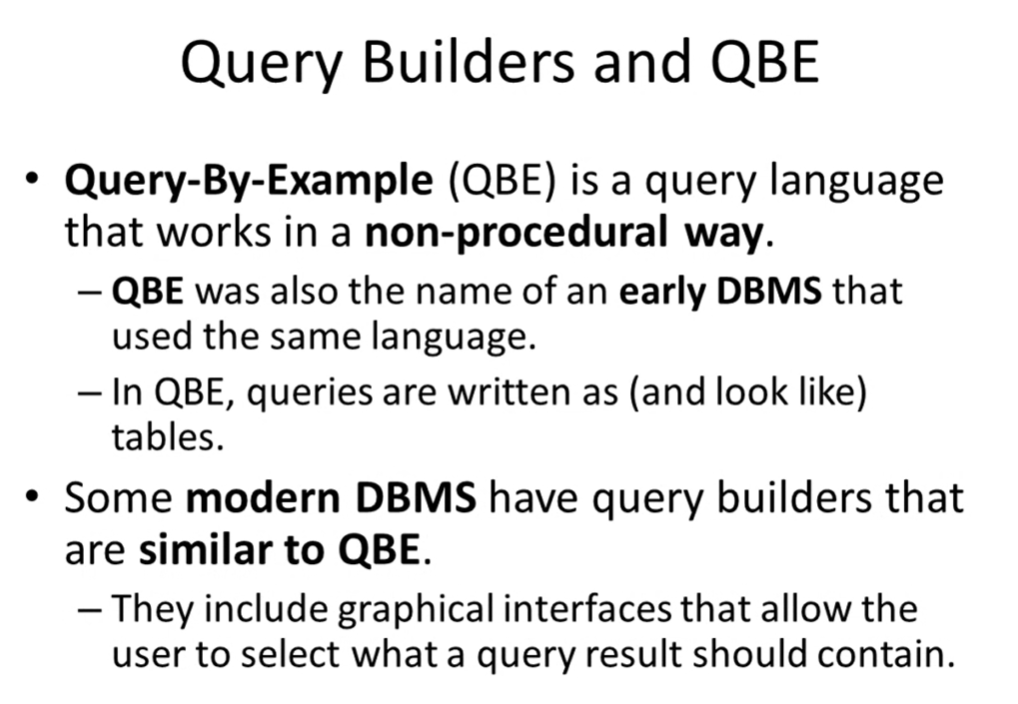 Query Builders and QBE
• Query-By-Example (QBE) is a query language
that works in a non-procedural way.
– QBE was also the name of an early DBMS that
used the same language.
– In QBE, queries are written as (and look like)
tables.
• Some modern DBMS have query builders that
are similar to QBE.
– They include graphical interfaces that allow the
user to select what a query result should contain.